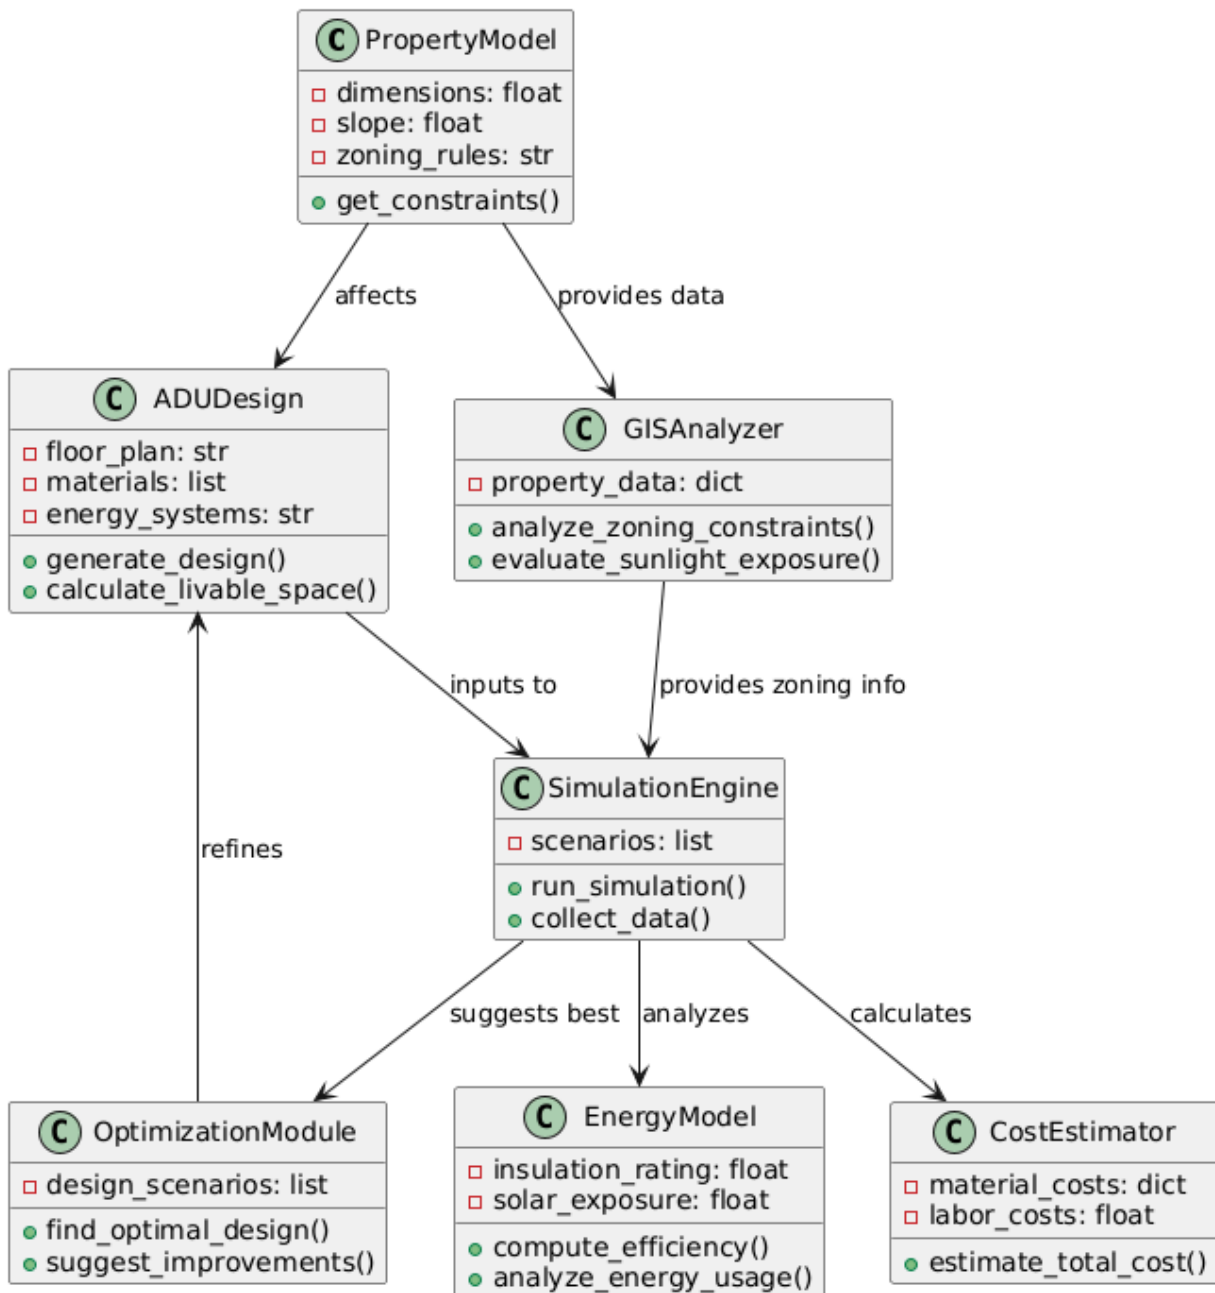 C PropertyModel
dimensions: float
slope: float
zoning_rules: str
get_constraints()
affects
provides data
C ADUDesign
floor_plan: str
materials: list
energy_systems: str
generate_design()
calculate_livable_space()
C GISAnalyzer
property_data: dict
analyze_zoning_constraints()
evaluate_sunlight_exposure()
inputs to
provides zoning info
C SimulationEngine
scenarios: list
run_simulation()
collect_data()
refines
suggests best
analyzes
calculates
C OptimizationModule
design_scenarios: list
find_optimal_design()
suggest_improvements()
C EnergyModel
insulation_rating: float
solar_exposure: float
compute_efficiency()
analyze_energy_usage()
C CostEstimator
material_costs: dict
labor_costs: float
estimate_total_cost()